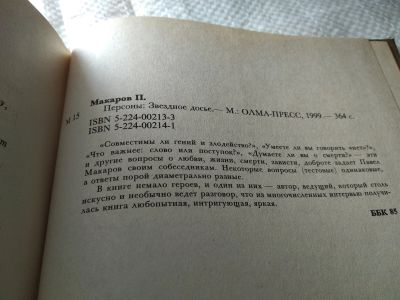 Макаров П.
М 15 Персоны: Звездное досье.— М.: ОЛМА-ПРЕСС, 1999.— 364 с.
ISBN 5-224-00213-3
ISBN 5-224-00214-1
«Совместимы ли гений и злодейство?», «Умеете ли вы говорить «нет»?»,
«Что важнее: слово или поступок?», «Думаете ли вы о смерти?» — эти
и другие вопросы о любви, жизни, смерти, зависти, доброте задает Павел
Макаров своим собеседникам. Некоторые вопросы (тестовые) одинаковые,
а ответы порой диаметрально разные.
В книге немало героев, и один из них — автор, ведущий, который столь
искусно и необычно ведет разговор, что из многочисленных интервью получи-
лась книга любопытная, интригующая, яркая.
ББК 85